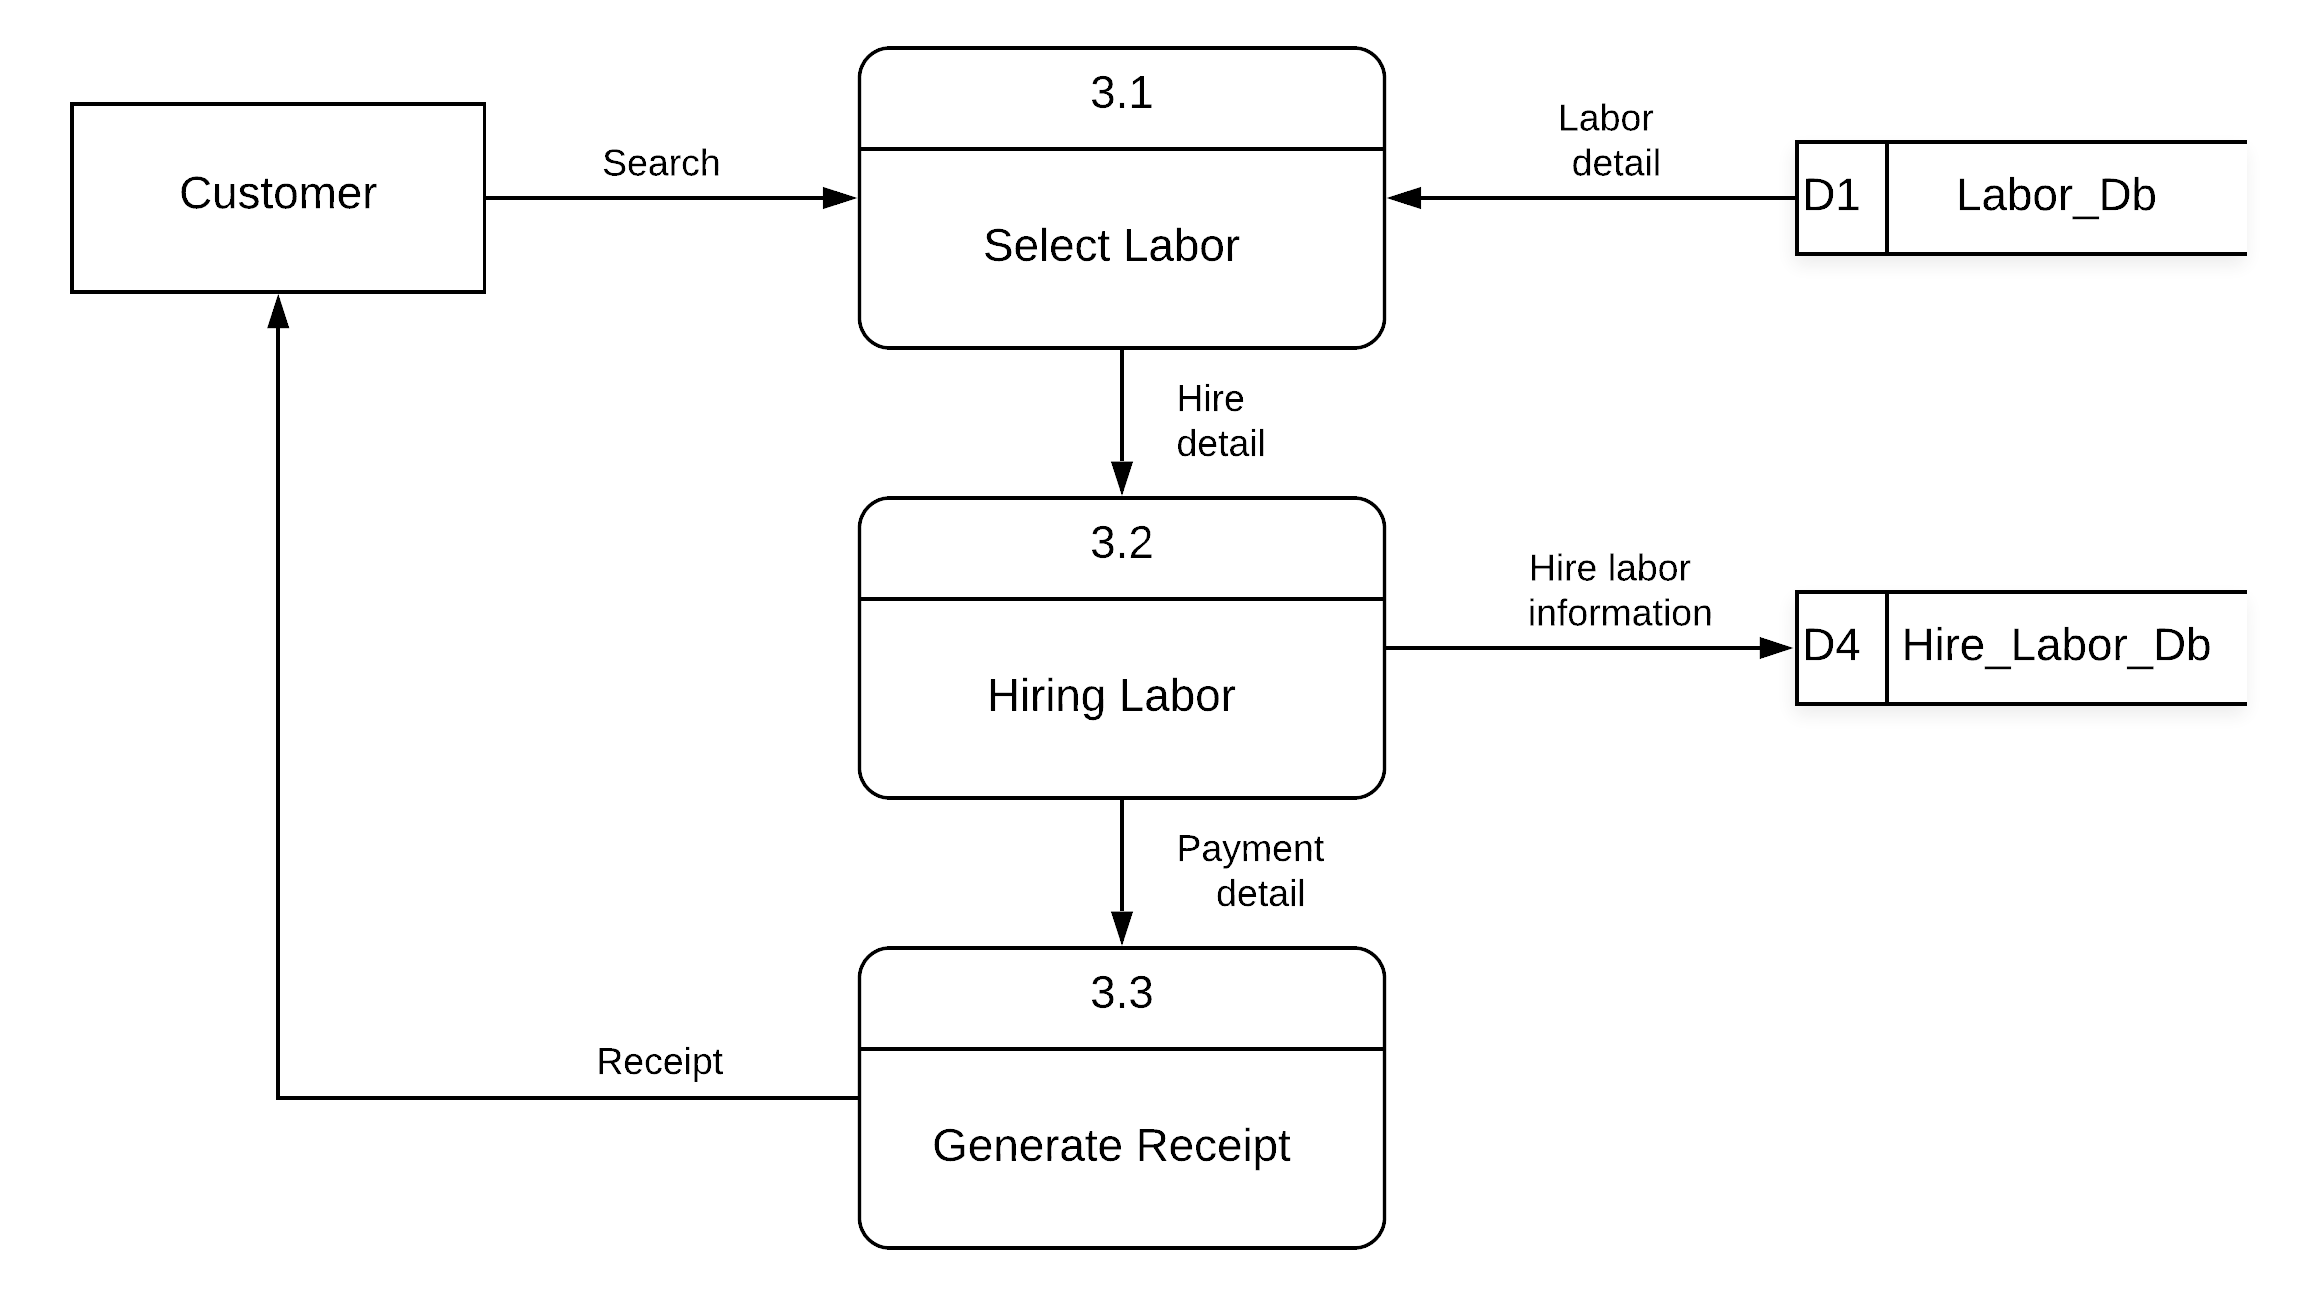 3.1
Customer
Search
Select Labor
Labor
detail
D1
Labor_Db
Hire
detail
3.2
Hiring Labor
Hire labor
information
D4
Hire_Labor_Db
Payment
detail
3.3
Generate Receipt
Receipt